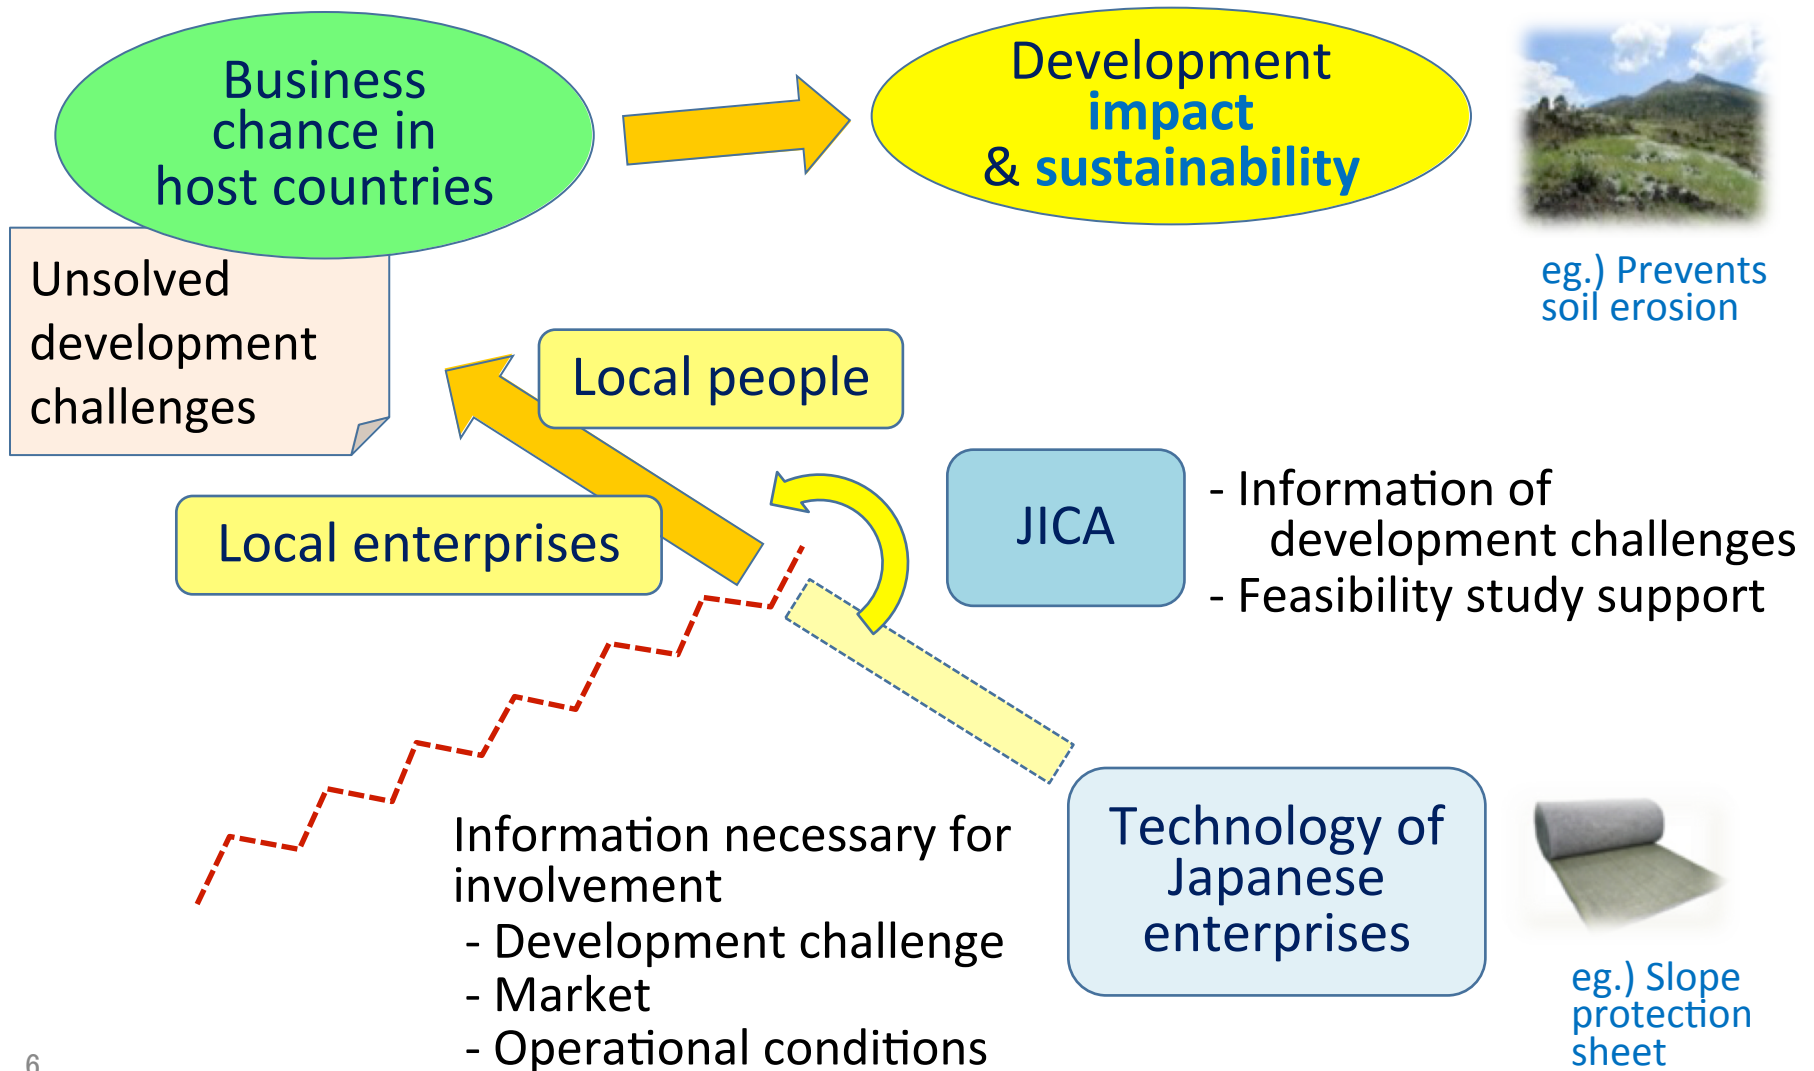 Business
chance in
host countries
Development
impact
& sustainability
eg.) Prevents
soil erosion
Unsolved
development
challenges
Local people
Local enterprises
JICA
- Information of
development challenges
- Feasibility study support
Information necessary for
involvement
- Development challenge
- Market
- Operational conditions
Technology of
Japanese
enterprises
eg.) Slope
protection
sheet
6